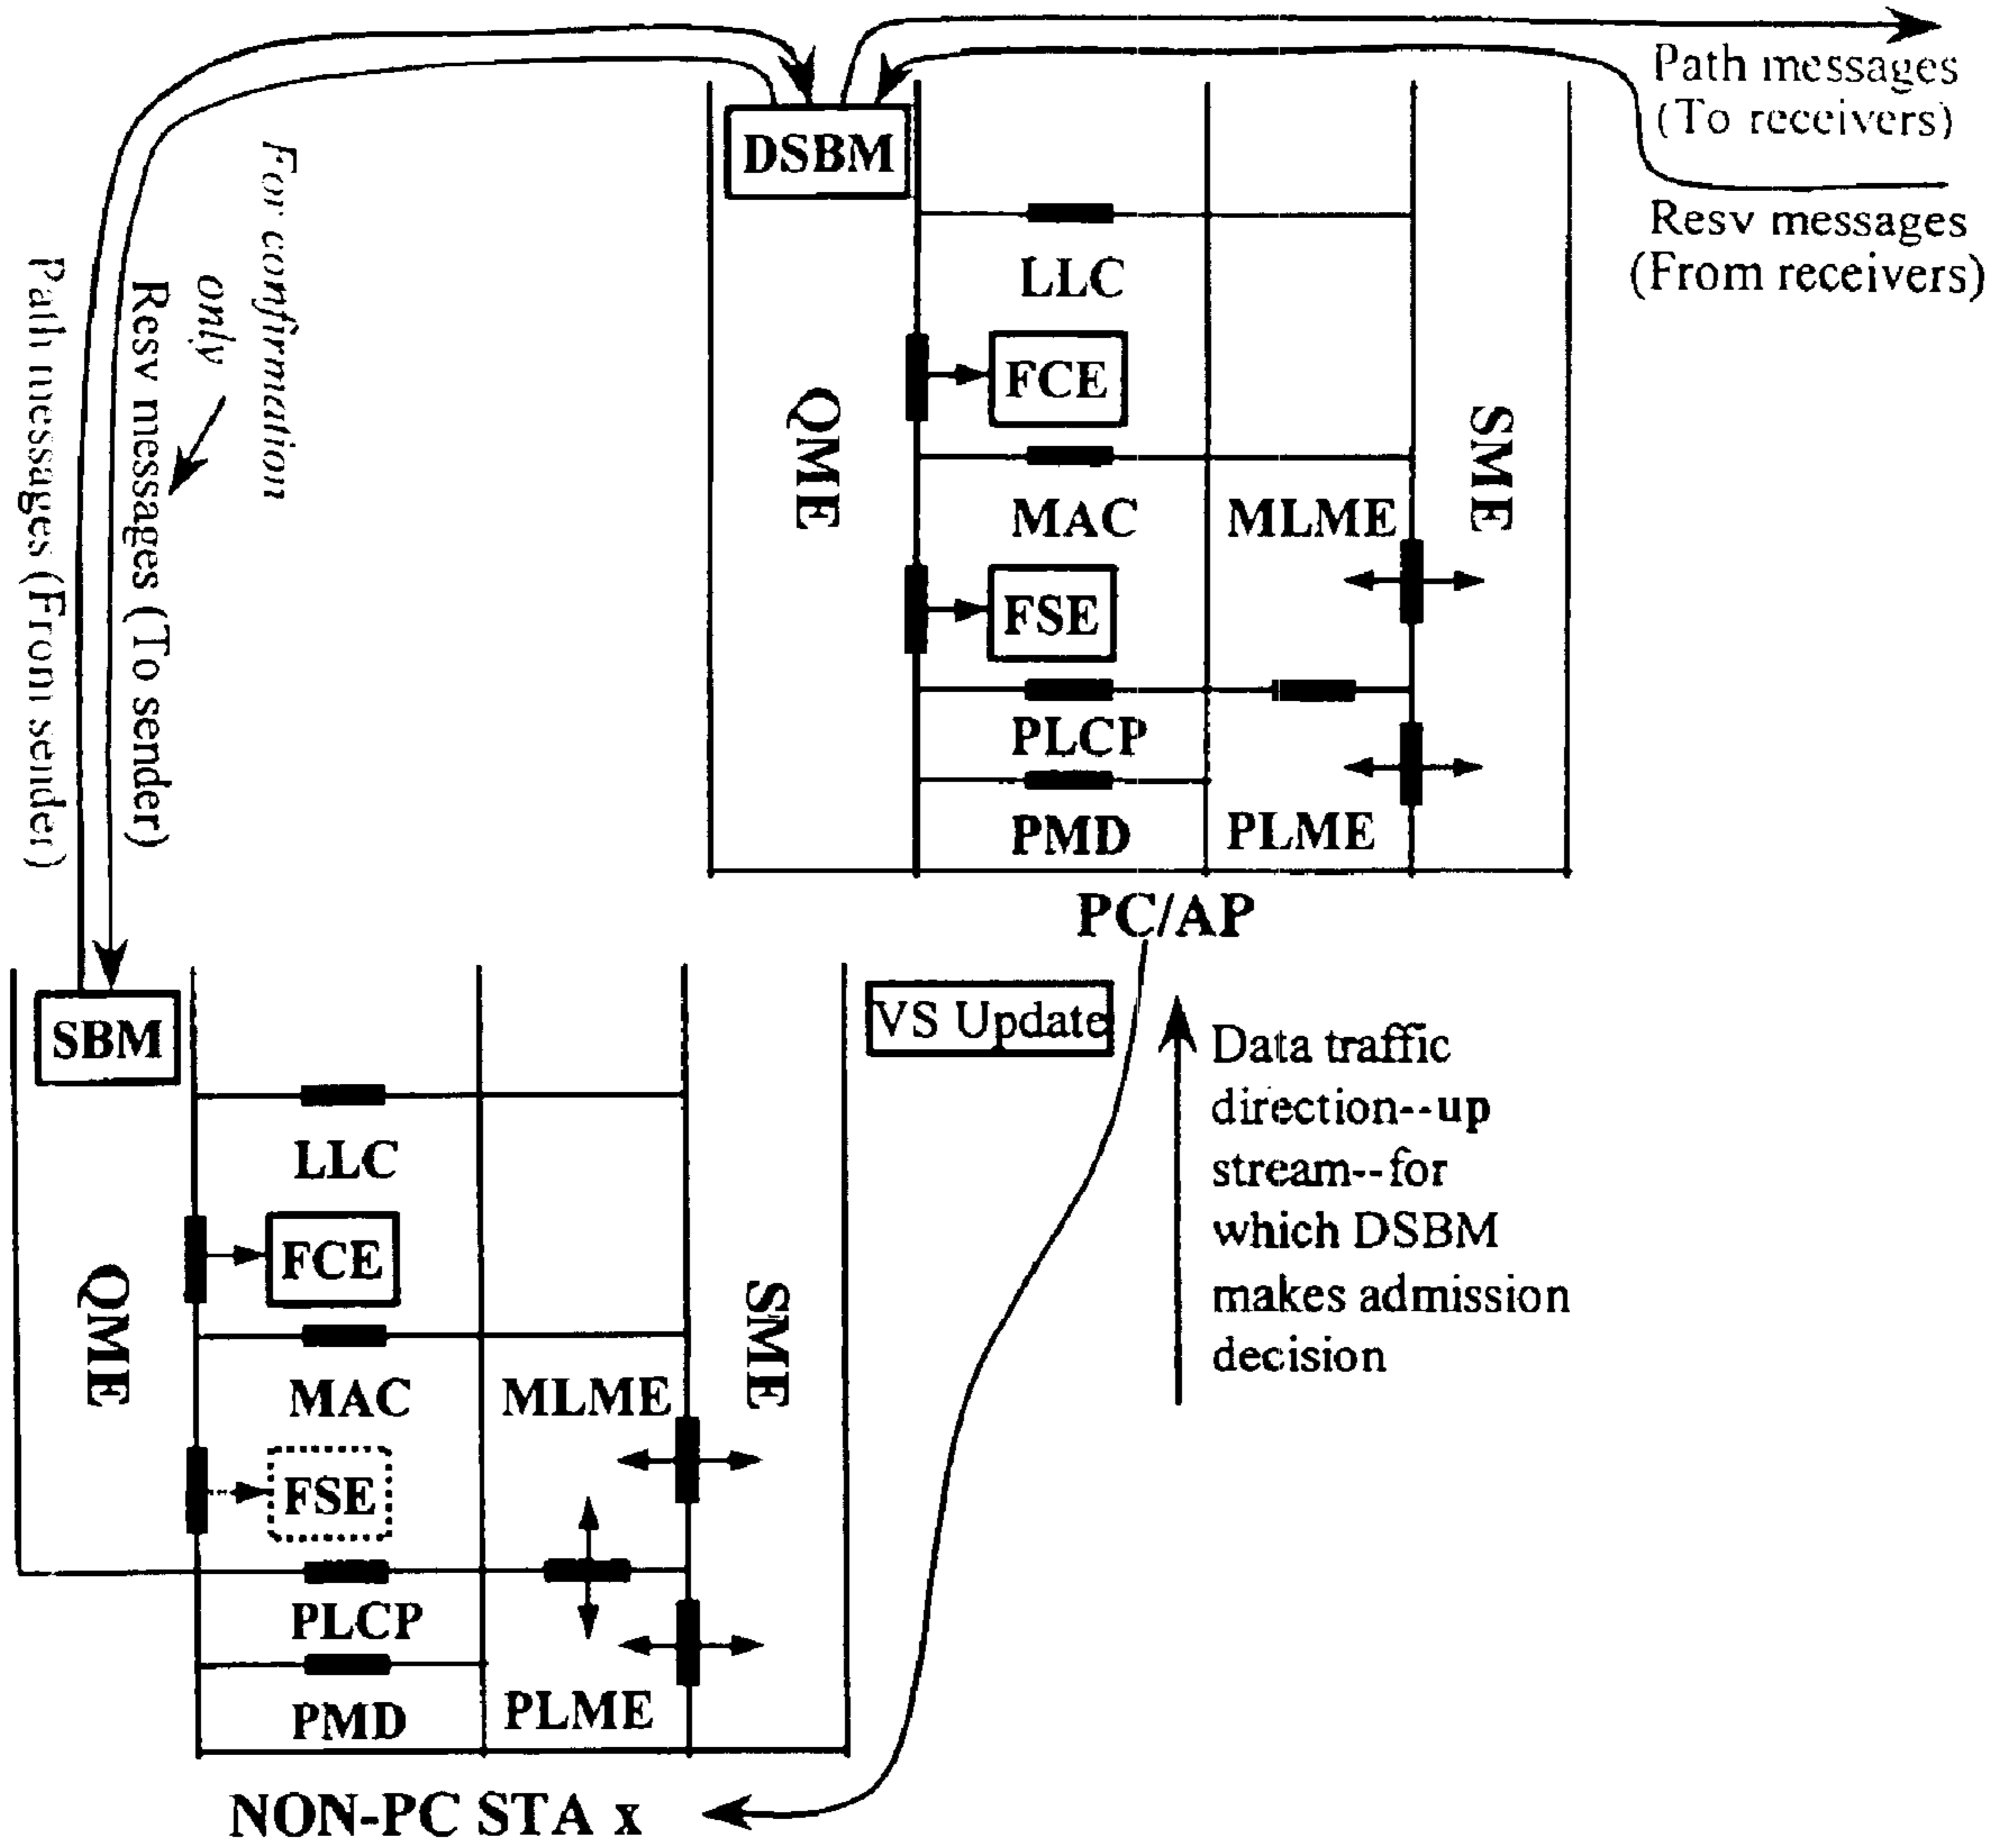 Path messages
(To receivers)
Resv messages
(From receivers)
DSBM
LLC
FCE
QME
SME
MAC
MLME
FSE
PLCP
PMD
PLME
PC/AP
For confirmation
only
Resv messages (To sender)
Path messages (From sender)
SBM
VS Update
Data traffic
direction--up
stream--for
which DSBM
makes admission
decision
LLC
FCE
QME
SME
MAC
MLME
FSE
PLCP
PMD
PLME
NON-PC STA x